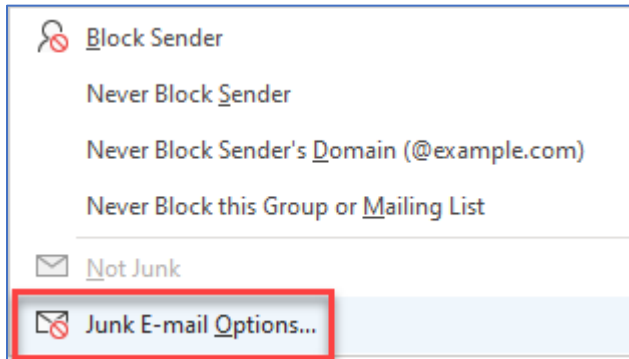 Block Sender
Never Block Sender
Never Block Sender's Domain (@example.com)
Never Block this Group or Mailing List
Not Junk
Junk E-mail Options...